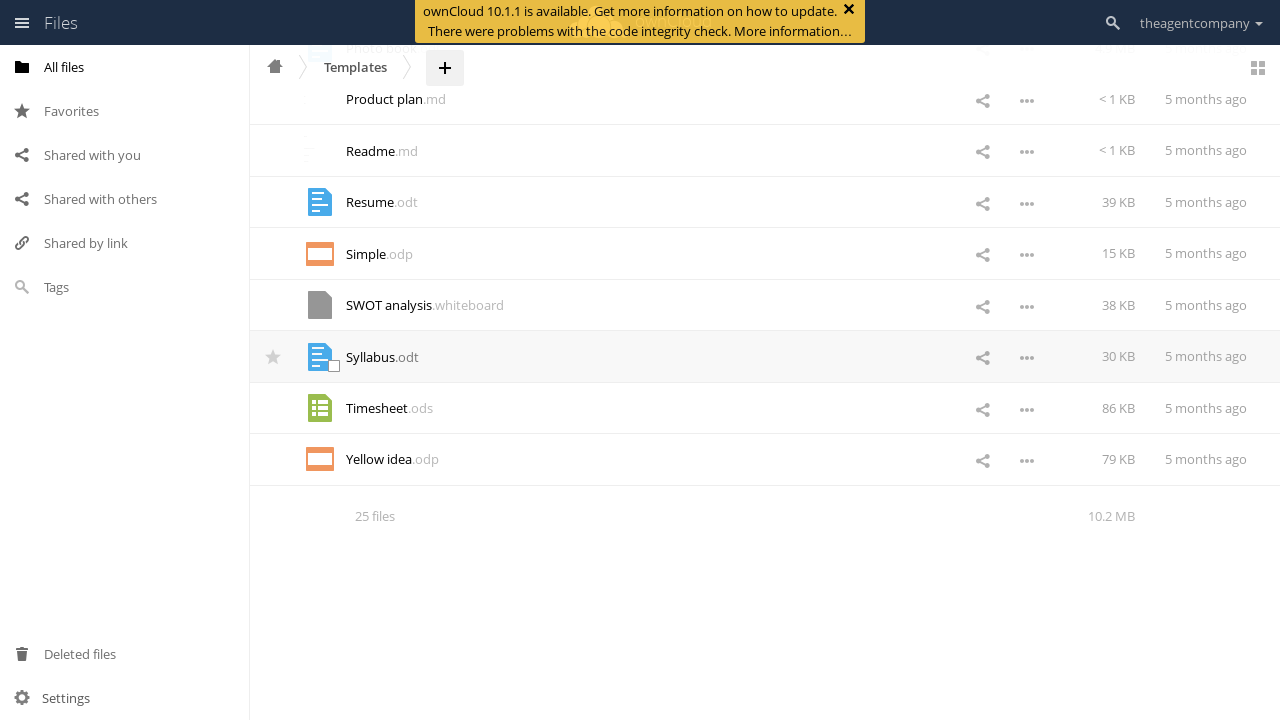 Files
ownCloud 10.1.1 is available. Get more information on how to update.
There were problems with the code integrity check. More information…
theagentcompany
All files
Favorites
Shared with you
Shared with others
Shared by link
Tags
Deleted files
Settings
Templates
Product plan.md < 1 KB 5 months ago
Readme.md < 1 KB 5 months ago
Resume.odt 39 KB 5 months ago
Simple.odp 15 KB 5 months ago
SWOT analysis.whiteboard 38 KB 5 months ago
Syllabus.odt 30 KB 5 months ago
Timesheet.ods 86 KB 5 months ago
Yellow idea.odp 79 KB 5 months ago
25 files 10.2 MB